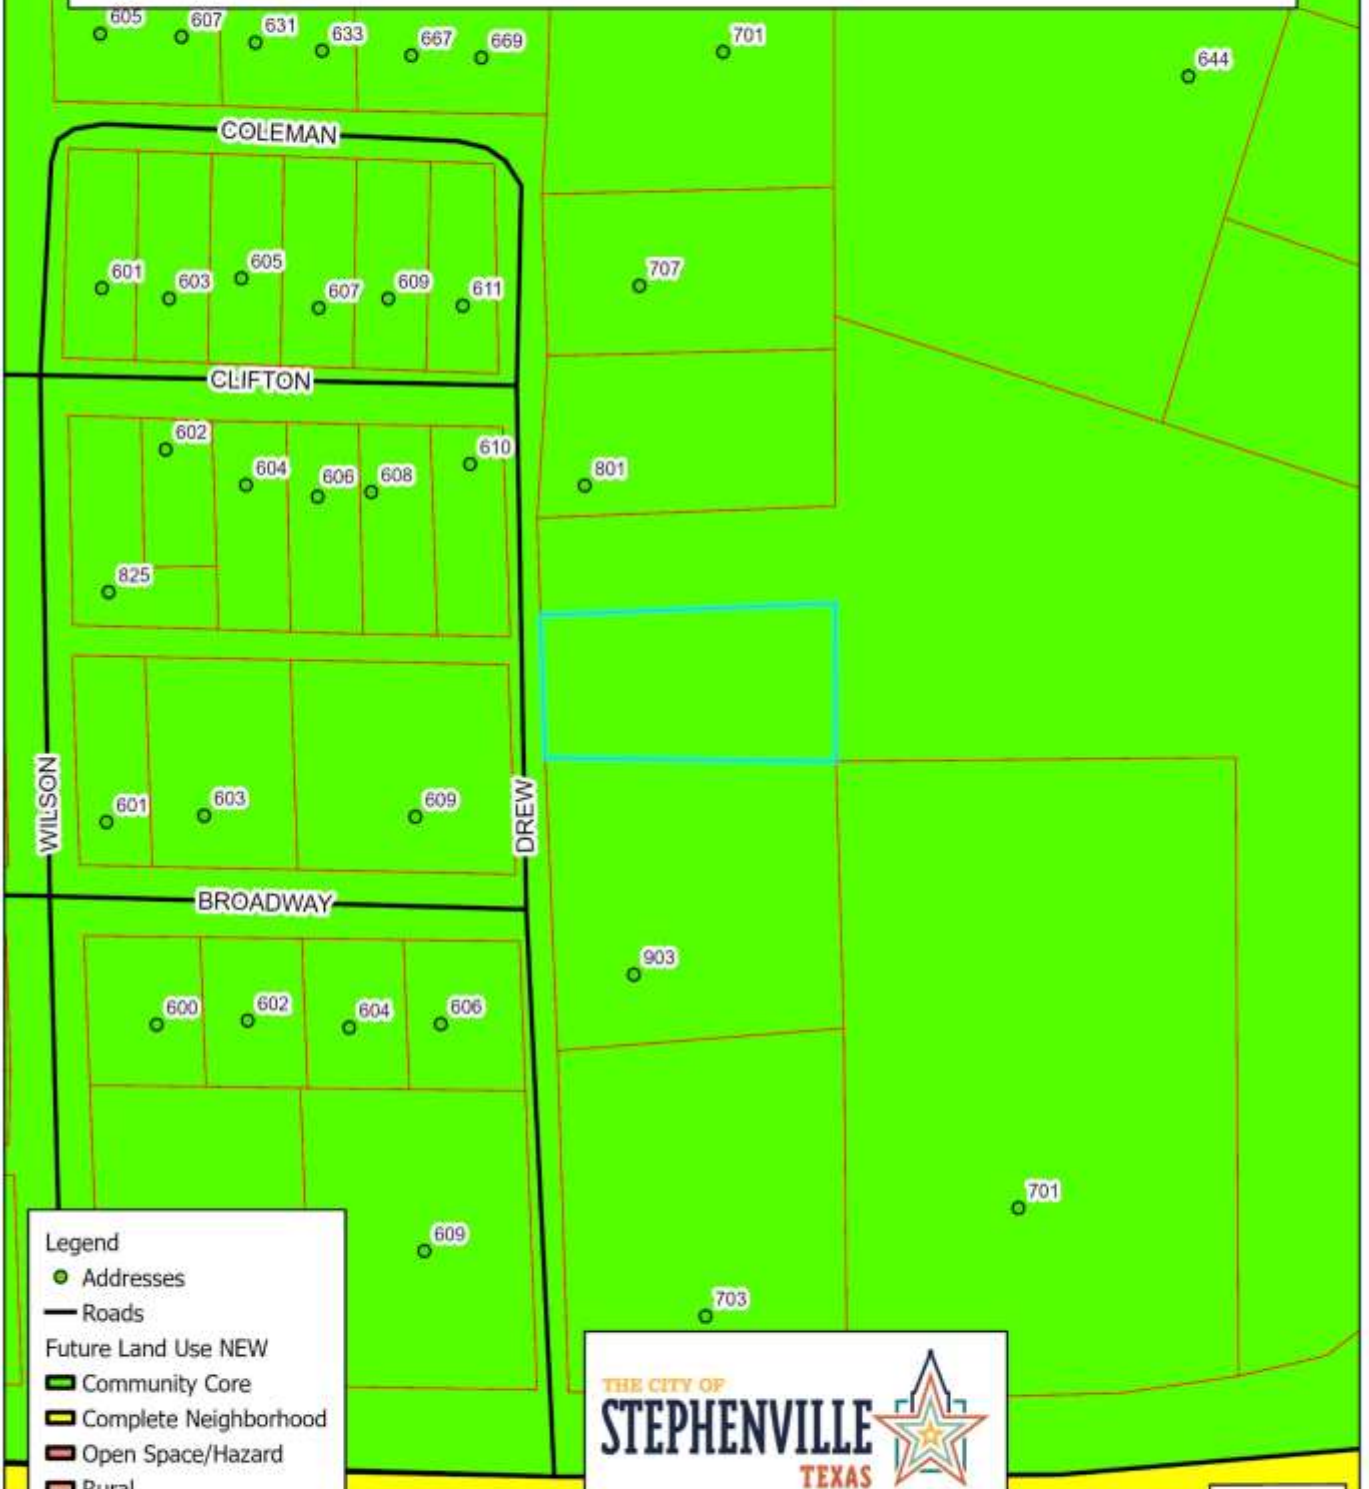 605
607
631
633
667
669
701
644
COLEMAN
601
603
605
607
609
611
707
CLIFTON
602
604
606
608
610
801
825
WILSON
601
603
609
DREW
BROADWAY
903
600
602
604
606
701
609
703
Legend
Addresses
Roads
Future Land Use NEW
Community Core
Complete Neighborhood
Open Space/Hazard
Rural
THE CITY OF
STEPHENVILLE
TEXAS